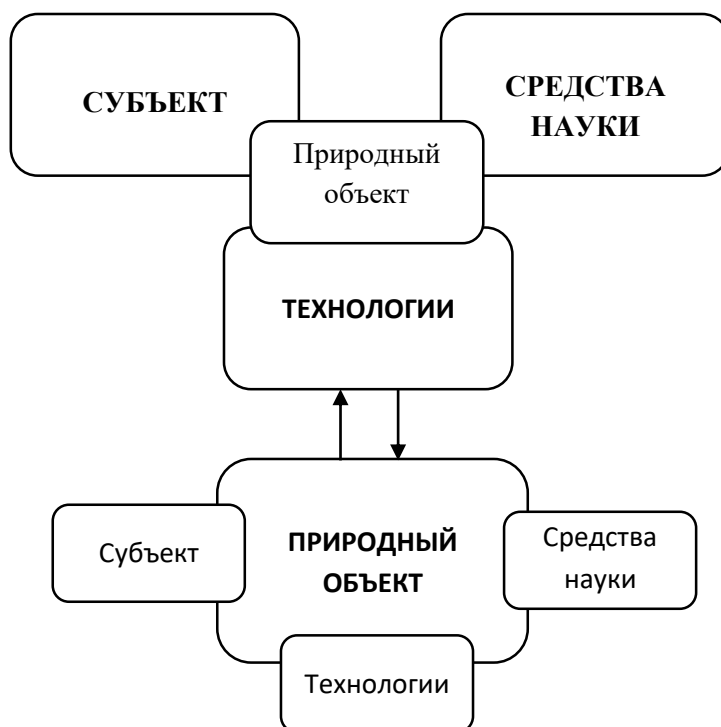 СУБЪЕКТ
СРЕДСТВА
НАУКИ
Природный
объект
ТЕХНОЛОГИИ
Субъект
ПРИРОДНЫЙ
ОБЪЕКТ
Средства
науки
Технологии